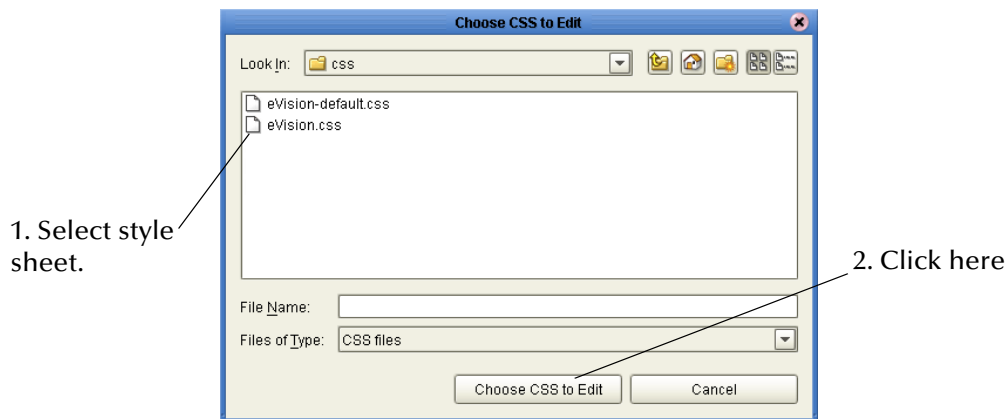 Choose CSS to Edit
Look In: css
eVision-default.css
eVision.css
1. Select style
sheet.
2. Click here
File Name:
Files of Type: CSS files
Choose CSS to Edit Cancel